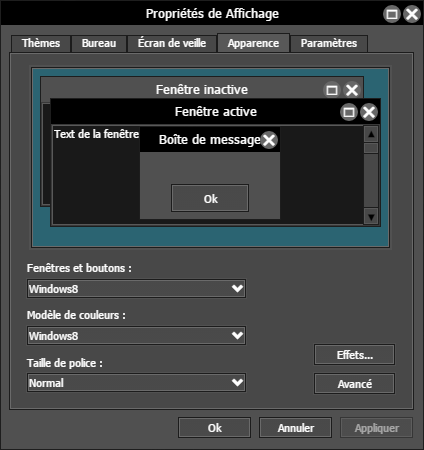 Propriétés de Affichage
Thèmes Bureau Écran de veille Apparence Paramètres
Fenêtre inactive
Fenêtre active
Text de la fenêtre
Boîte de message
Ok
Fenêtres et boutons :
Windows8
Modèle de couleurs :
Windows8
Taille de police :
Normal
Effets...
Avancé
Ok Annuler Appliquer